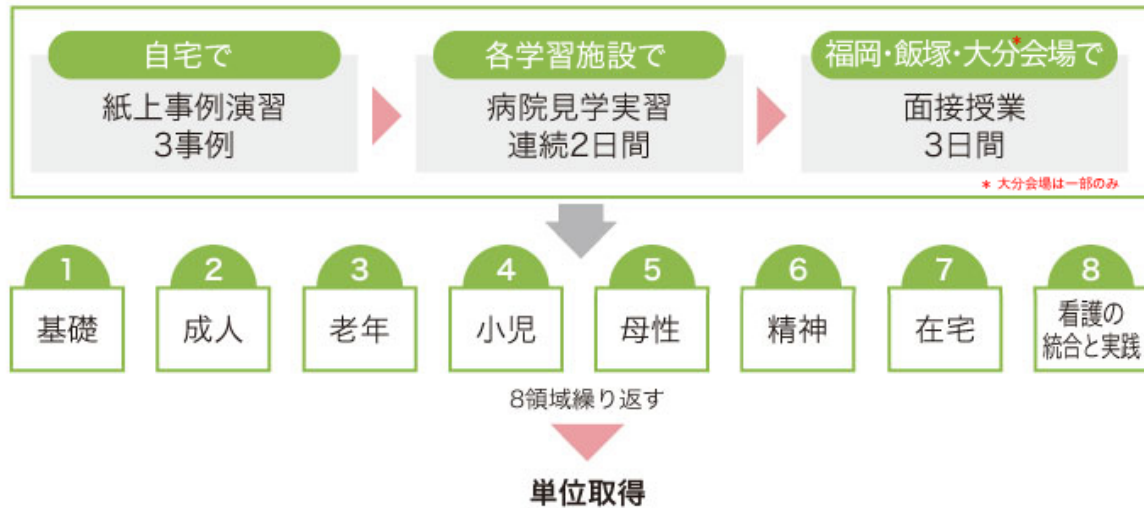 自宅で
紙上事例演習
3事例
各学習施設で
病院見学実習
連続2日間
福岡・飯塚・大分会場で*
面接授業
3日間
* 大分会場は一部のみ
1
基礎
2
成人
3
老年
4
小児
5
母性
6
精神
7
在宅
8
看護の
統合と実践
8領域繰り返す
単位取得